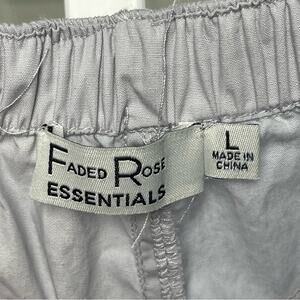 FADED ROSE
ESSENTIALS
L
MADE IN
CHINA